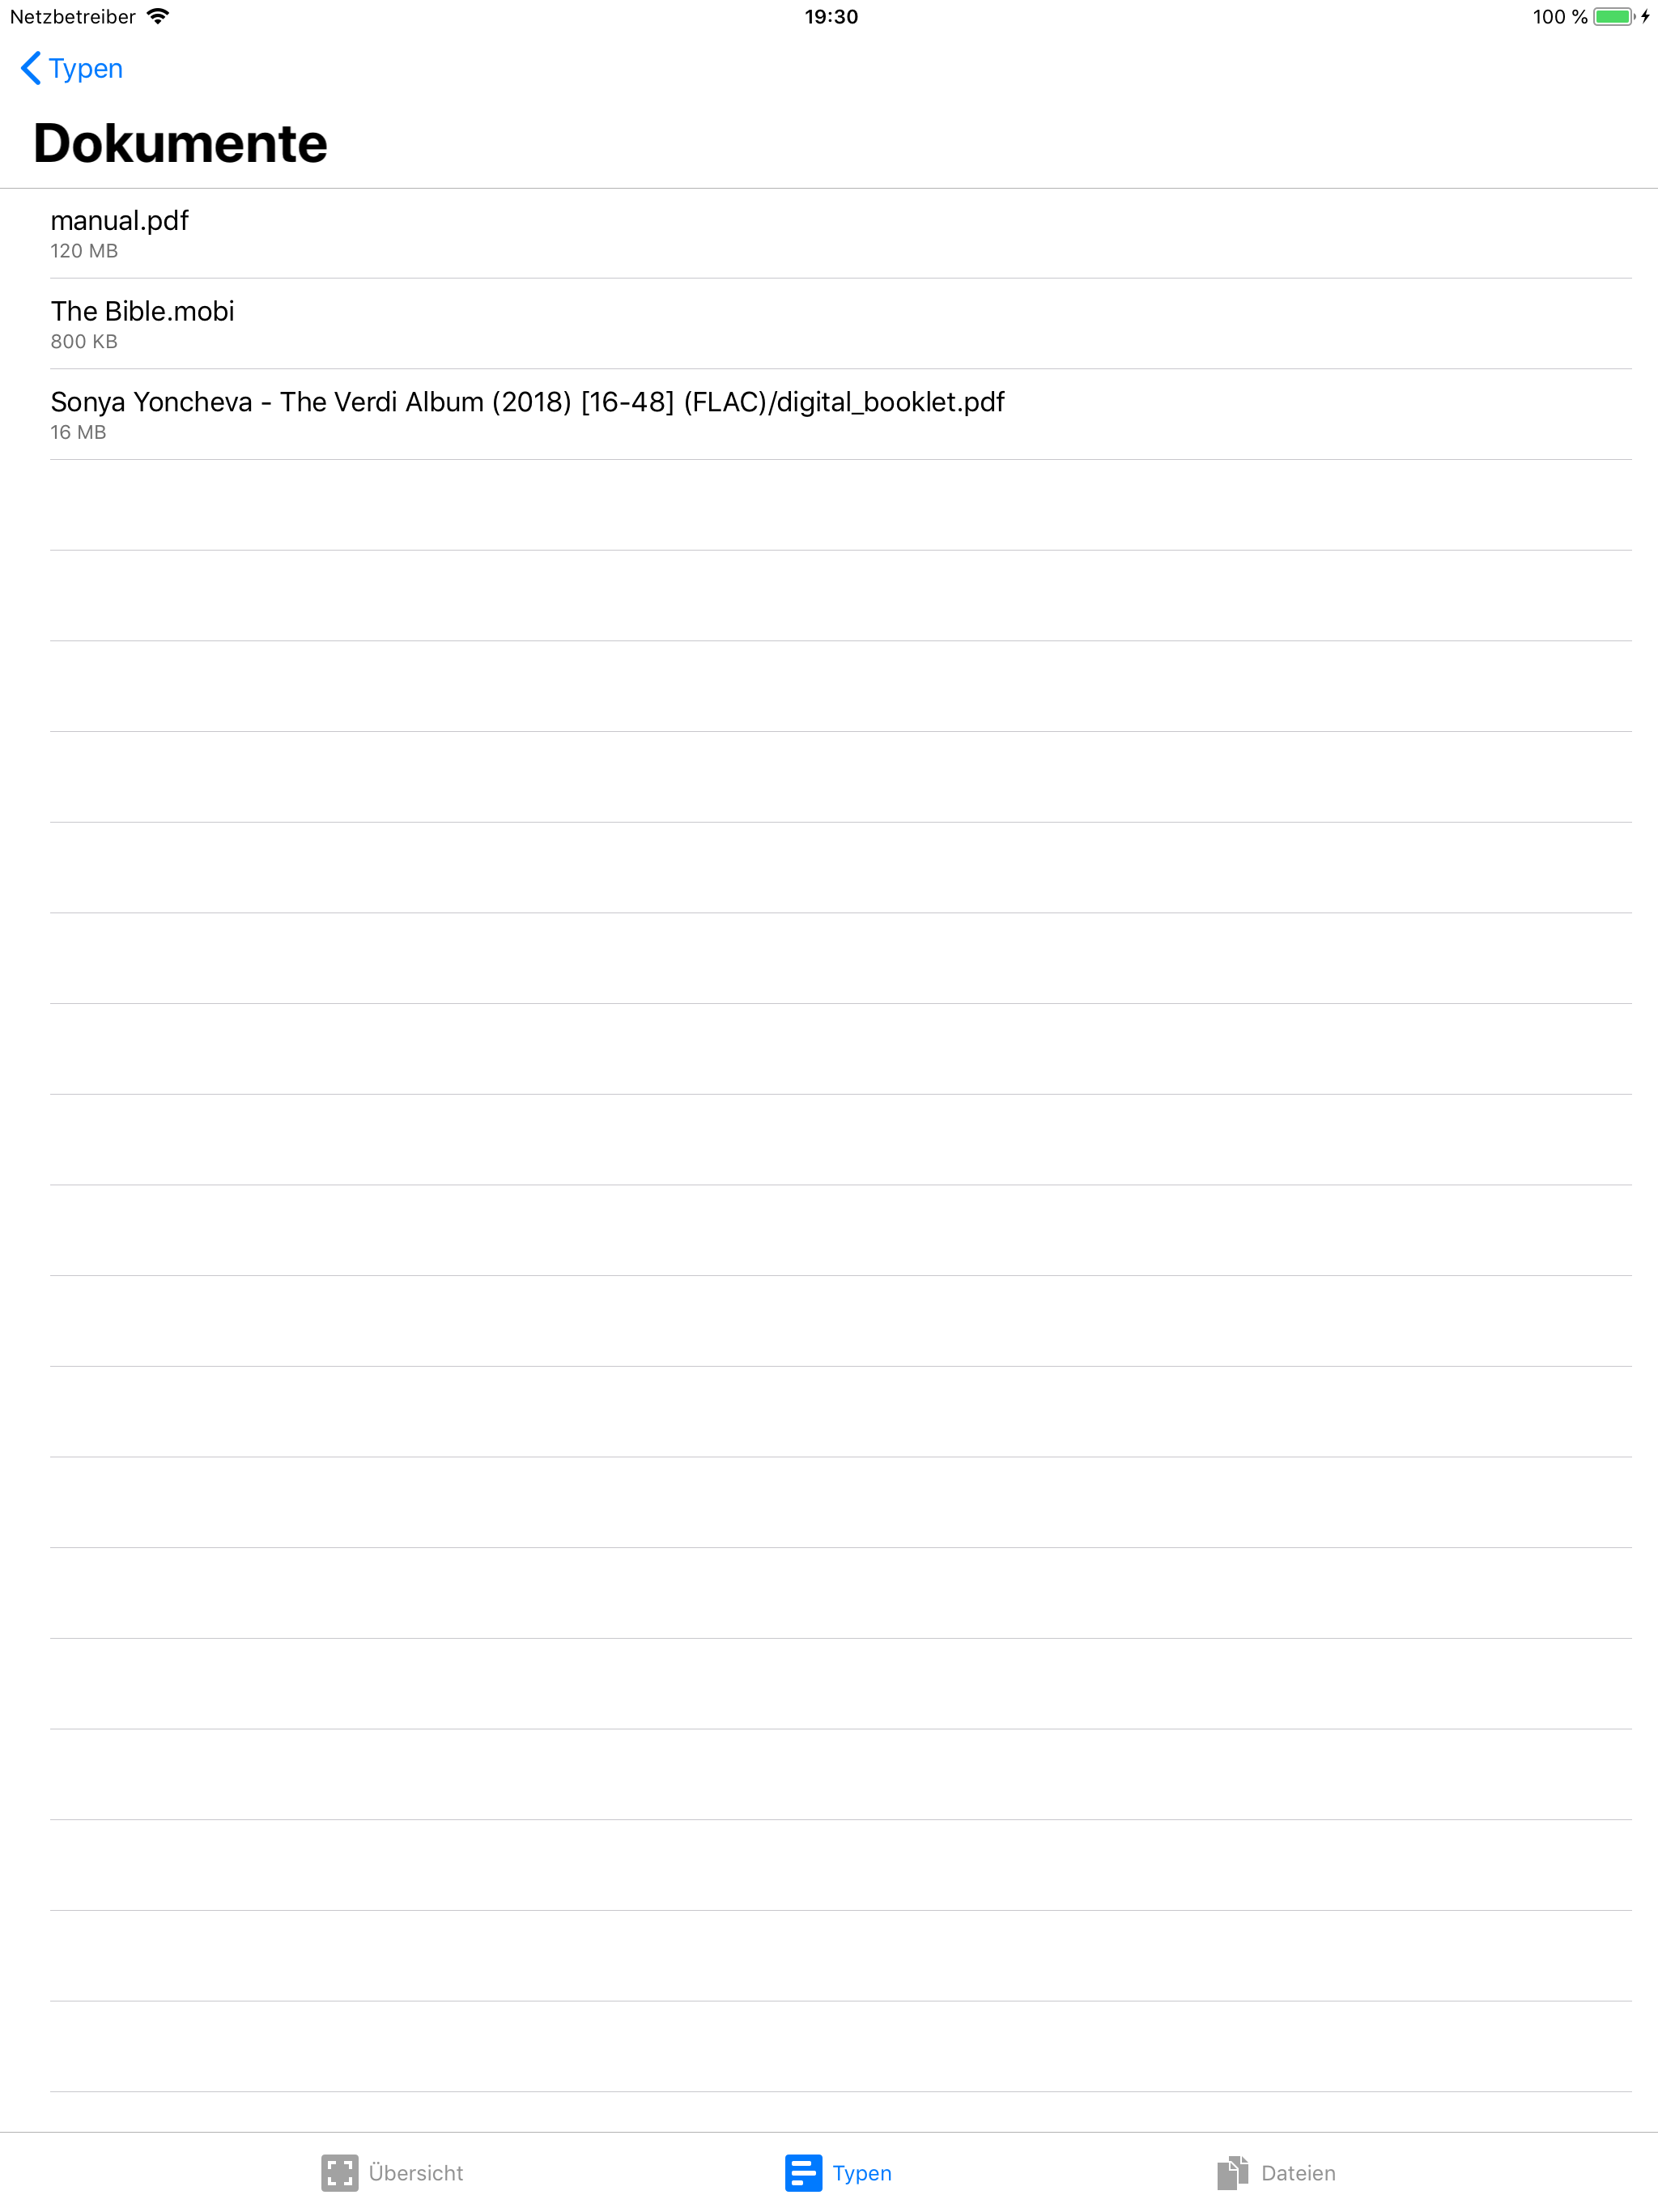 Netzbetreiber 19:30 100 %
Typen
Dokumente
manual.pdf
120 MB
The Bible.mobi
800 KB
Sonya Yoncheva - The Verdi Album (2018) [16-48] (FLAC)/digital_booklet.pdf
16 MB
Übersicht Typen Dateien